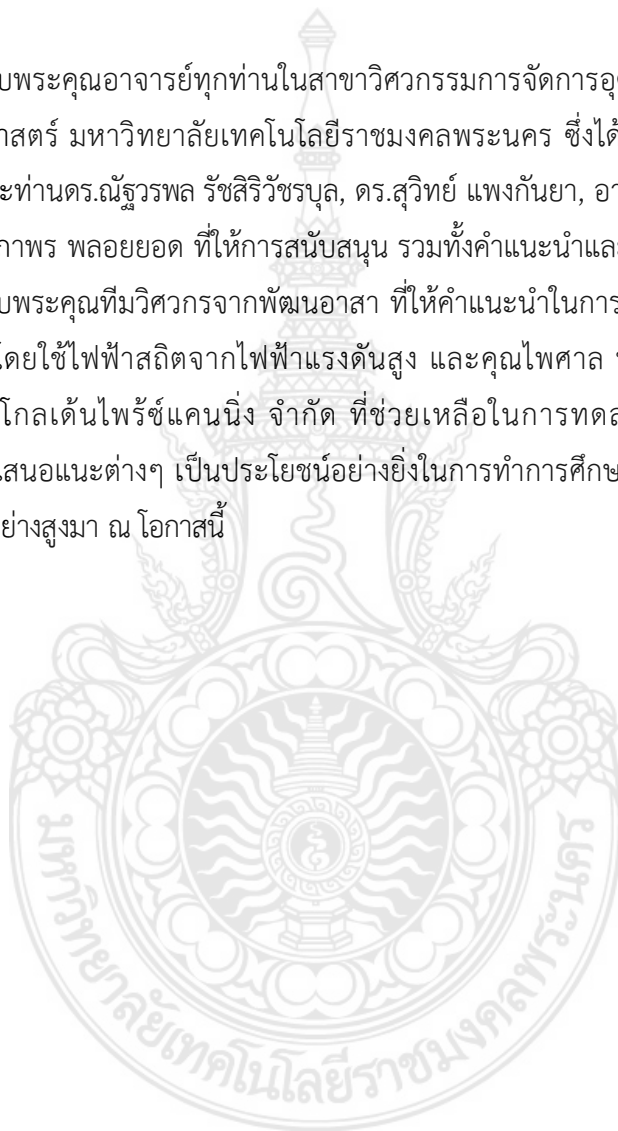 บพระคุณอาจารย์ทุกท่านในสาขาวิศวกรรมการจัดการอุต
าสตร์ มหาวิทยาลัยเทคโนโลยีราชมงคลพระนคร ซึ่งได้
ะท่านดร.ณัฐวรพล รัชสิริวัชรบุล, ดร.สุวิทย์ แพงกันยา, อา
ภาพร พลอยยอด ที่ให้การสนับสนุน รวมทั้งคำแนะนำและ
บพระคุณทีมวิศวกรจากพัฒนอาสา ที่ให้คำแนะนำในการ
โดยใช้ไฟฟ้าสถิตจากไฟฟ้าแรงดันสูง และคุณไพศาล
โกลเด้นไพร้ซ์แคนนิ่ง จำกัด ที่ช่วยเหลือในการทดส
เสนอแนะต่างๆ เป็นประโยชน์อย่างยิ่งในการทำการศึกษ
ย่างสูงมา ณ โอกาสนี้
มหาวิทยาลัยเทคโนโลยีราชมงคลพระนคร